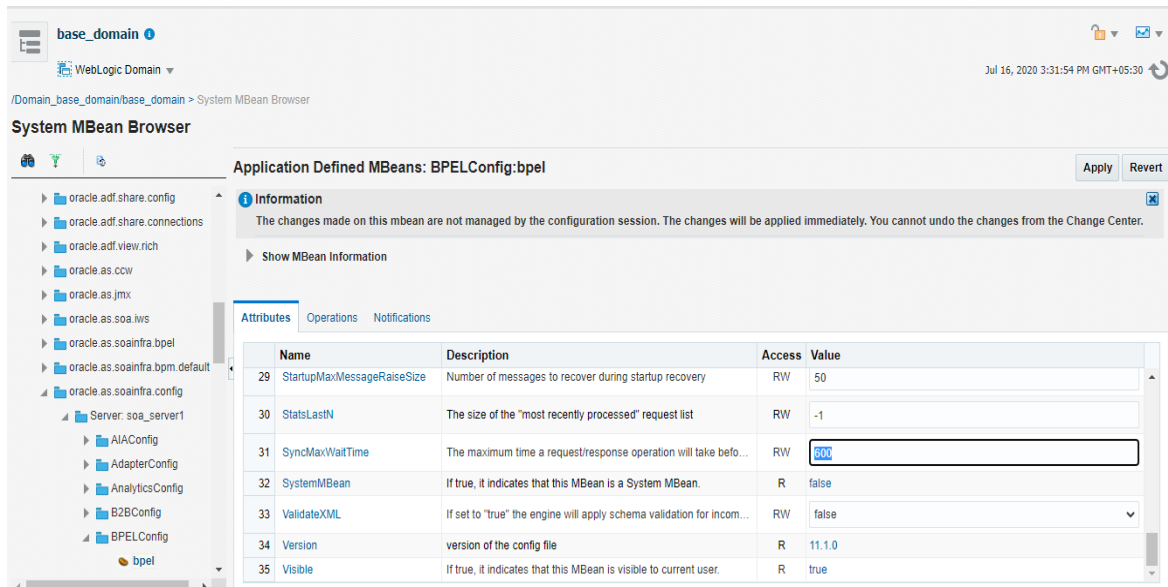 base_domain
WebLogic Domain
Jul 16, 2020 3:31:54 PM GMT+05:30
/Domain_base_domain/base_domain > System MBean Browser
System MBean Browser
oracle.adf.share.config
oracle.adf.share.connections
oracle.adf.view.rich
oracle.as.ccw
oracle.as.jmx
oracle.as.soa.iws
oracle.as.soainfra.bpel
oracle.as.soainfra.bpm.default
oracle.as.soainfra.config
Server: soa_server1
AIAConfig
AdapterConfig
AnalyticsConfig
B2BConfig
BPELConfig
bpel
Application Defined MBeans: BPELConfig:bpel
Apply Revert
Information
The changes made on this mbean are not managed by the configuration session. The changes will be applied immediately. You cannot undo the changes from the Change Center.
Show MBean Information
Attributes Operations Notifications
Name Description Access Value
29 StartupMaxMessageRaiseSize Number of messages to recover during startup recovery RW 50
30 StatsLastN The size of the "most recently processed" request list RW -1
31 SyncMaxWaitTime The maximum time a request/response operation will take befo... RW 600
32 SystemMBean If true, it indicates that this MBean is a System MBean. R false
33 ValidateXML If set to "true" the engine will apply schema validation for incom... RW false
34 Version version of the config file R 11.1.0
35 Visible If true, it indicates that this MBean is visible to current user. R true